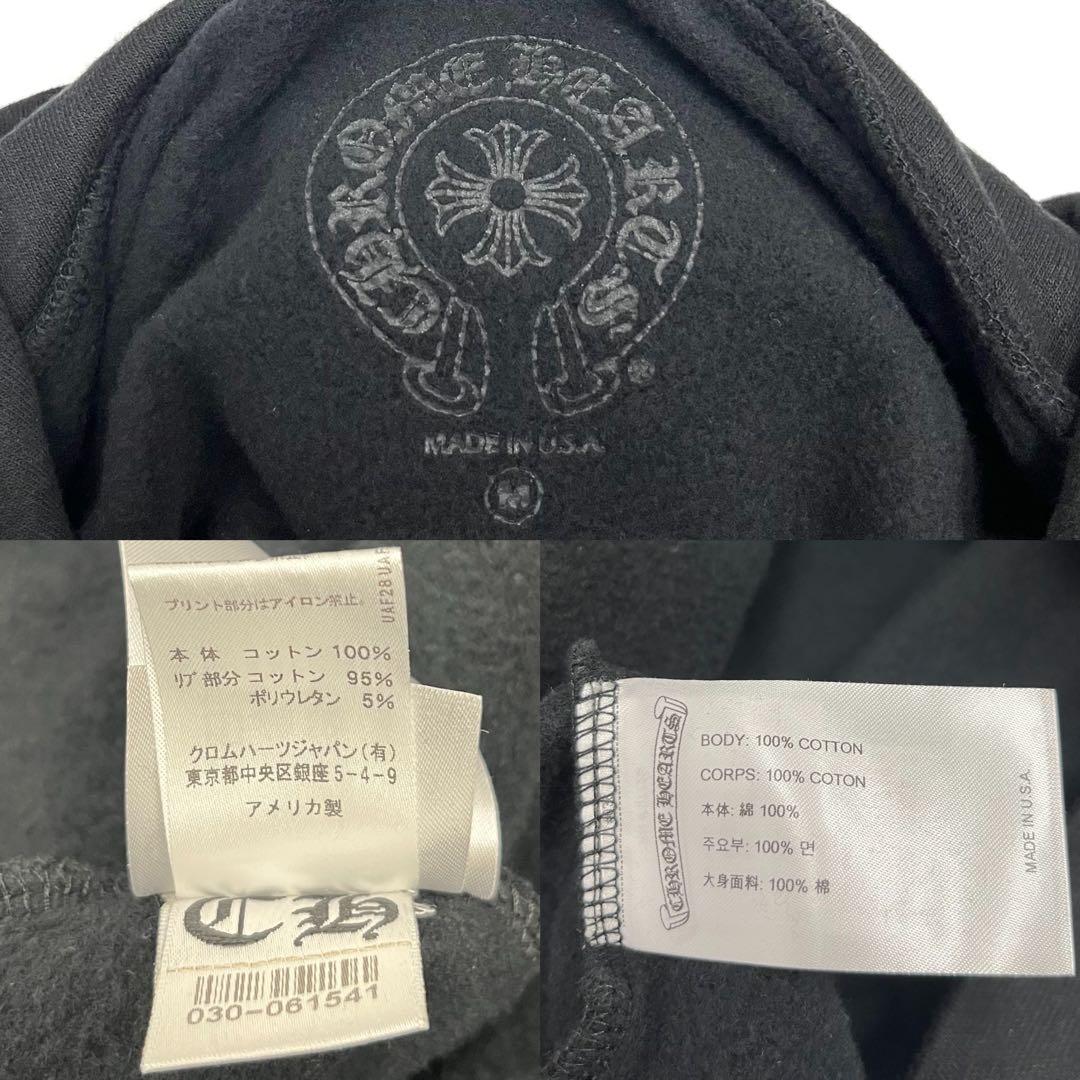 CHROME HEARTS
®
MADE IN U.S.A.
M
UAF28UAF
プリント部分はアイロン禁止。
本体 コットン 100%
ﾘﾌﾞ部分 コットン 95%
ポリウレタン 5%
クロムハーツジャパン(有)
東京都中央区銀座5-4-9
アメリカ製
CH
030-061541
CHROME HEARTS
BODY: 100% COTTON
CORPS: 100% COTON
本体: 綿 100%
주요부: 100% 면
大身面料: 100% 棉
MADE IN U.S.A.